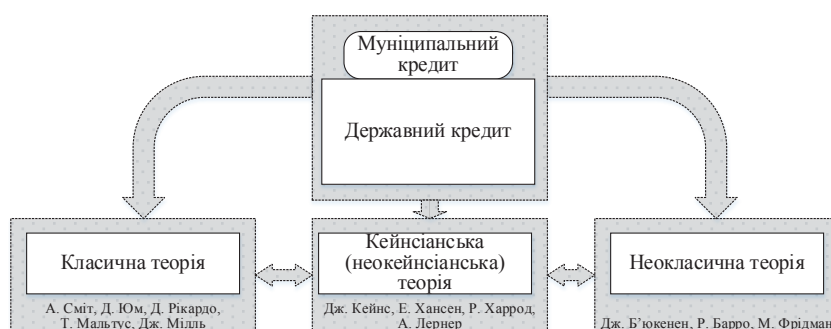 Муніципальний
кредит
Державний кредит
Класична теорія
Кейнсіанська
(неокейнсіанська)
теорія
Неокласична теорія
А. Сміт, Д. Юм, Д. Рікардо,
Т. Мальтус, Дж. Мілль
Дж. Кейнс, Е. Хансен, Р. Харрод,
А. Лернер
Дж. Б'юкенен, Р. Барро, М. Фрідман